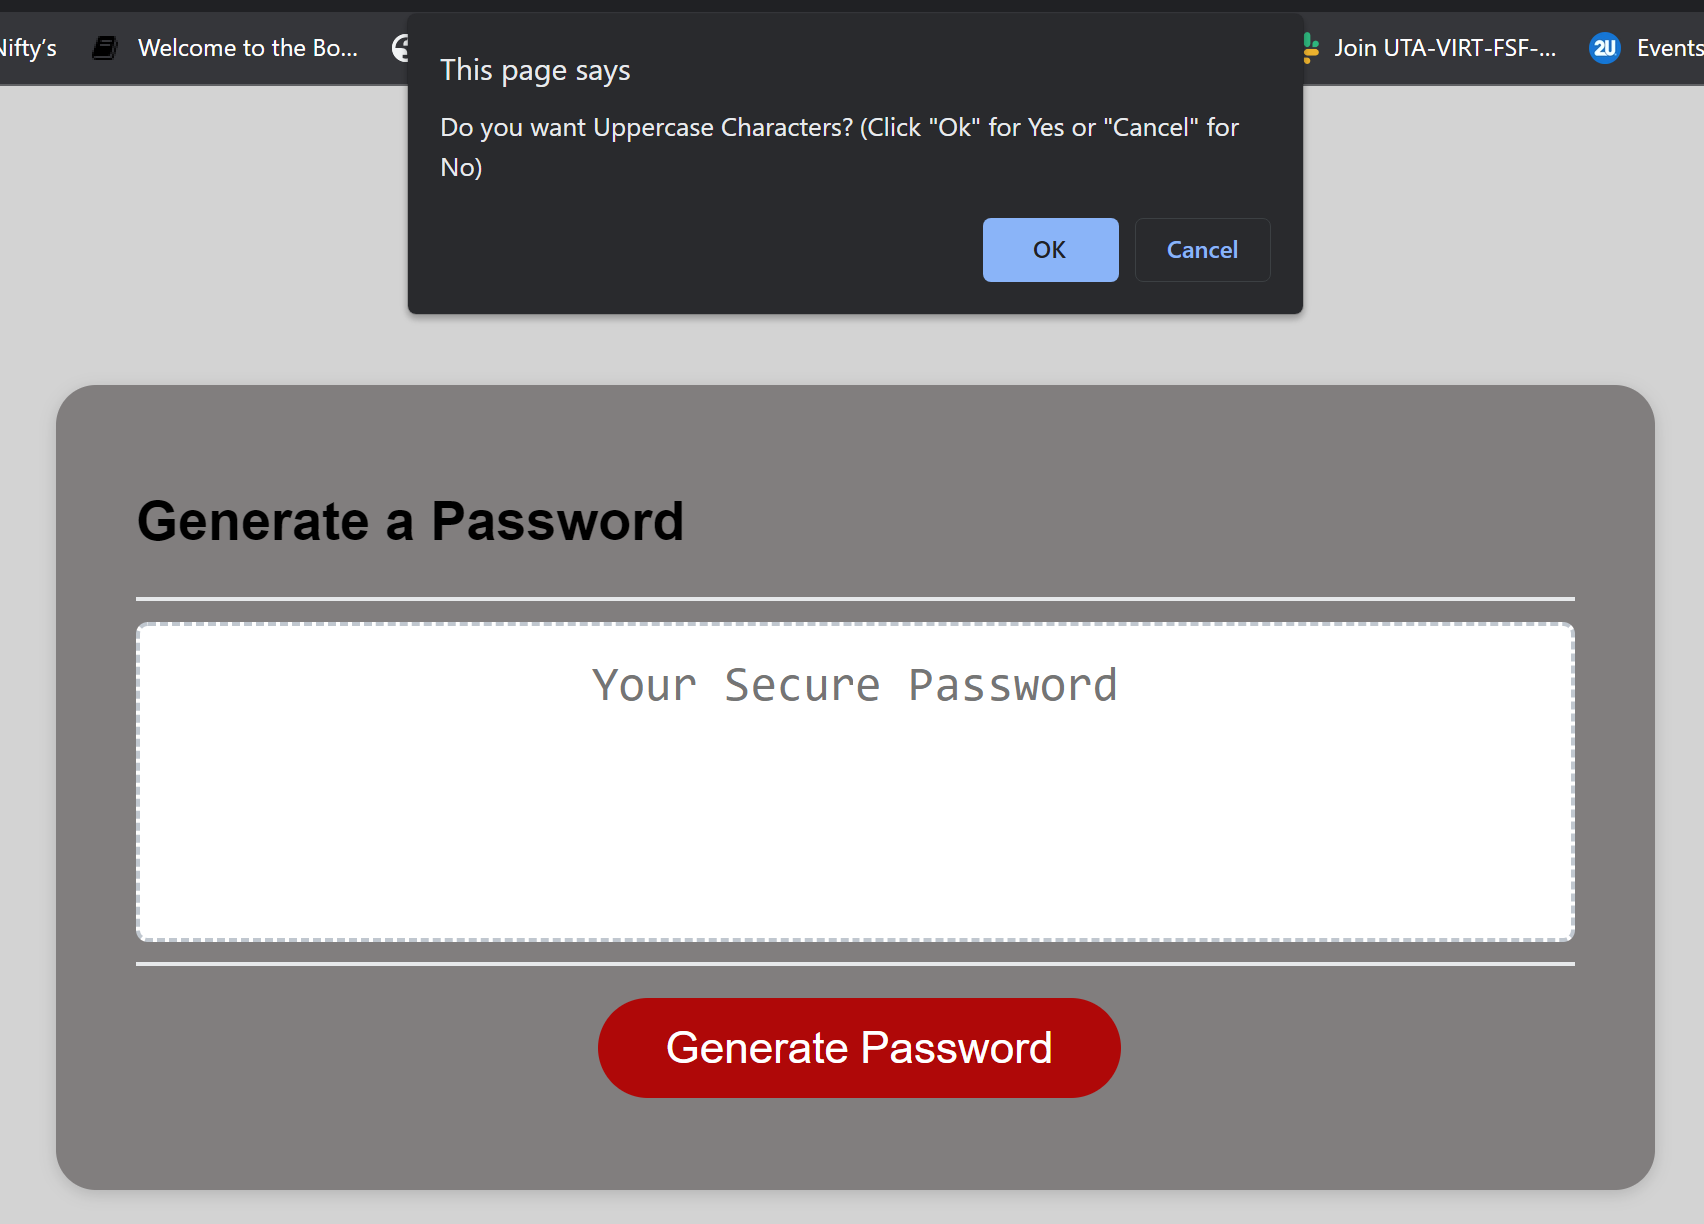 Nifty's
Welcome to the Bo...
Join UTA-VIRT-FSF-...
2U
Events
This page says
Do you want Uppercase Characters? (Click "Ok" for Yes or "Cancel" for
No)
OK
Cancel
Generate a Password
Your Secure Password
Generate Password